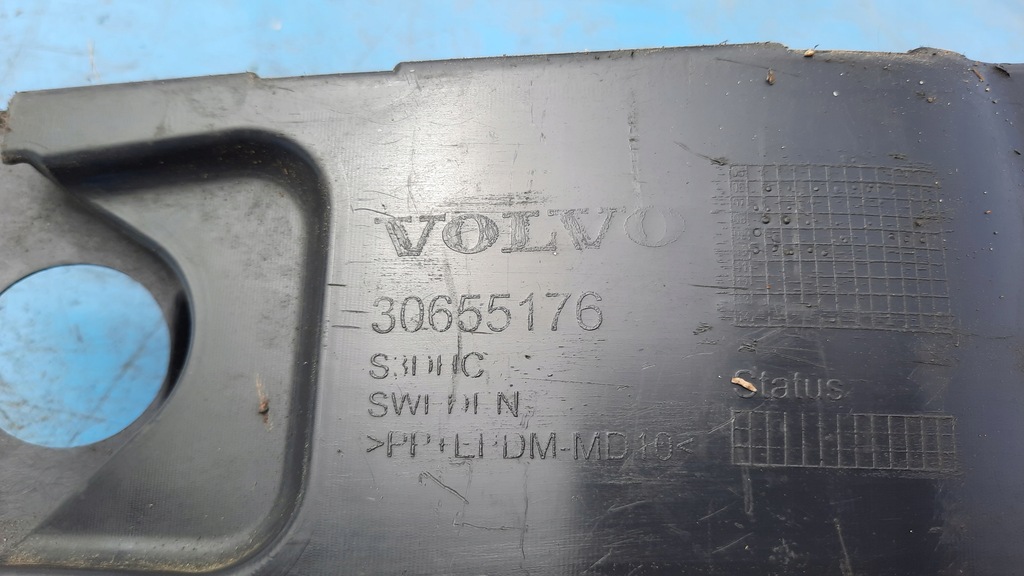 VOLVO
30655176
S3DHC
SWEDEN
>PP+EPDM-MD10<
Status